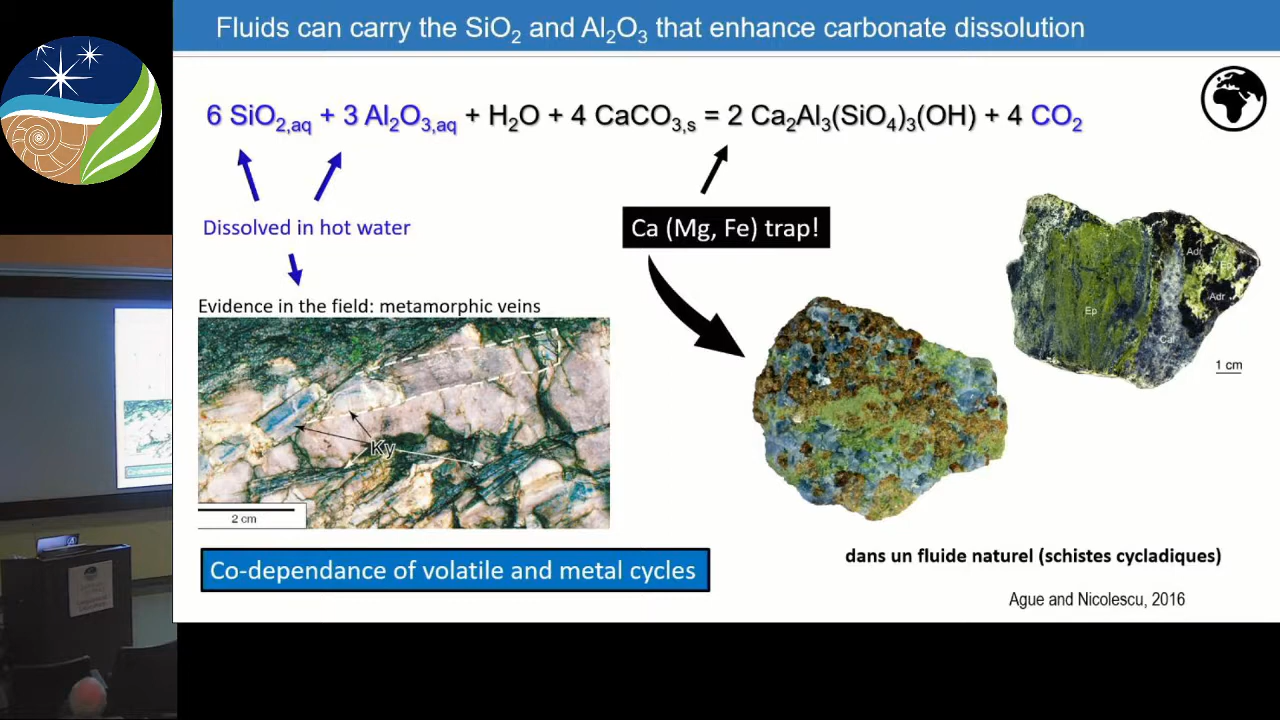 Fluids can carry the SiO₂ and Al₂O₃ that enhance carbonate dissolution
6 SiO₂,aq + 3 Al₂O₃,aq + H₂O + 4 CaCO₃,s = 2 Ca₂Al₃(SiO₄)₃(OH) + 4 CO₂
Dissolved in hot water
Ca (Mg, Fe) trap!
Evidence in the field: metamorphic veins
Ky
2 cm
Adr
Ep
Adr
Ep
Cal
1 cm
Co-dependance of volatile and metal cycles
dans un fluide naturel (schistes cycladiques)
Ague and Nicolescu, 2016